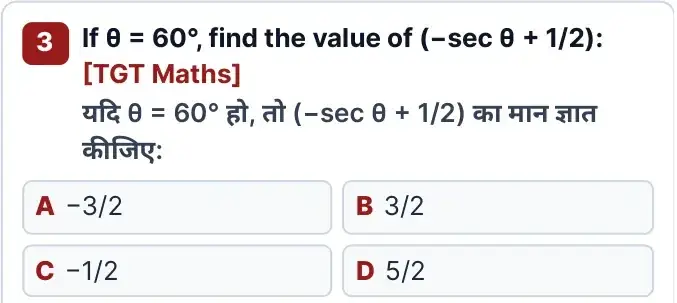 3 If θ = 60°, find the value of (−sec θ + 1/2):
[TGT Maths]
यदि θ = 60° हो, तो (−sec θ + 1/2) का मान ज्ञात
कीजिए:
A −3/2
B 3/2
C −1/2
D 5/2